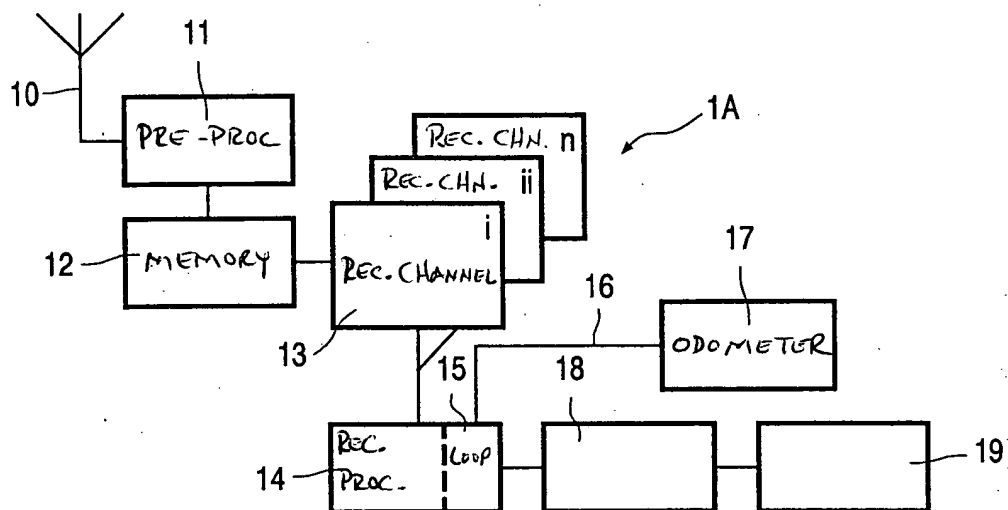 11
10
1A
PRE-PROC
REC. CHN. n
REC.CHN. ii
i
REC.CHANNEL
12
MEMORY
17
16
13
ODOMETER
15
18
REC.
PROC.
LOOP
14
19